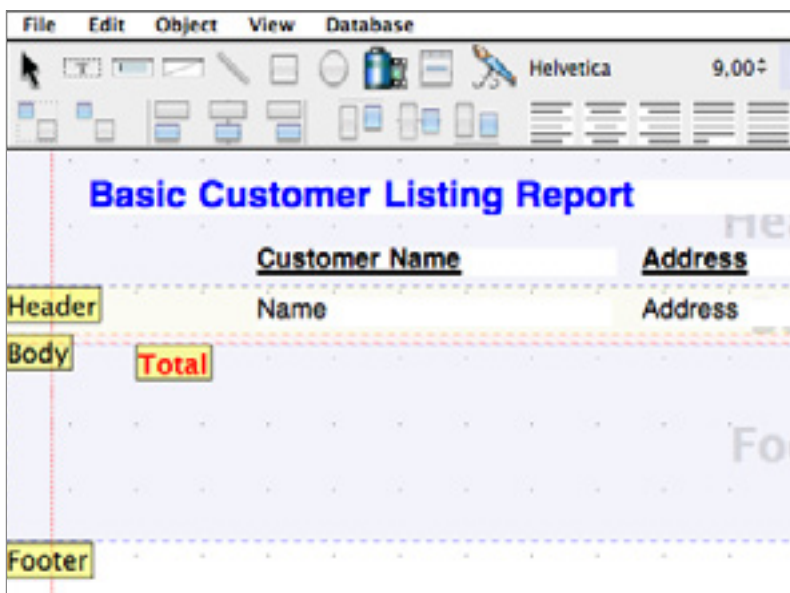 File Edit Object View Database
Helvetica 9,00
Basic Customer Listing Report
Customer Name Address
Header Name Address
Body
Total
Footer